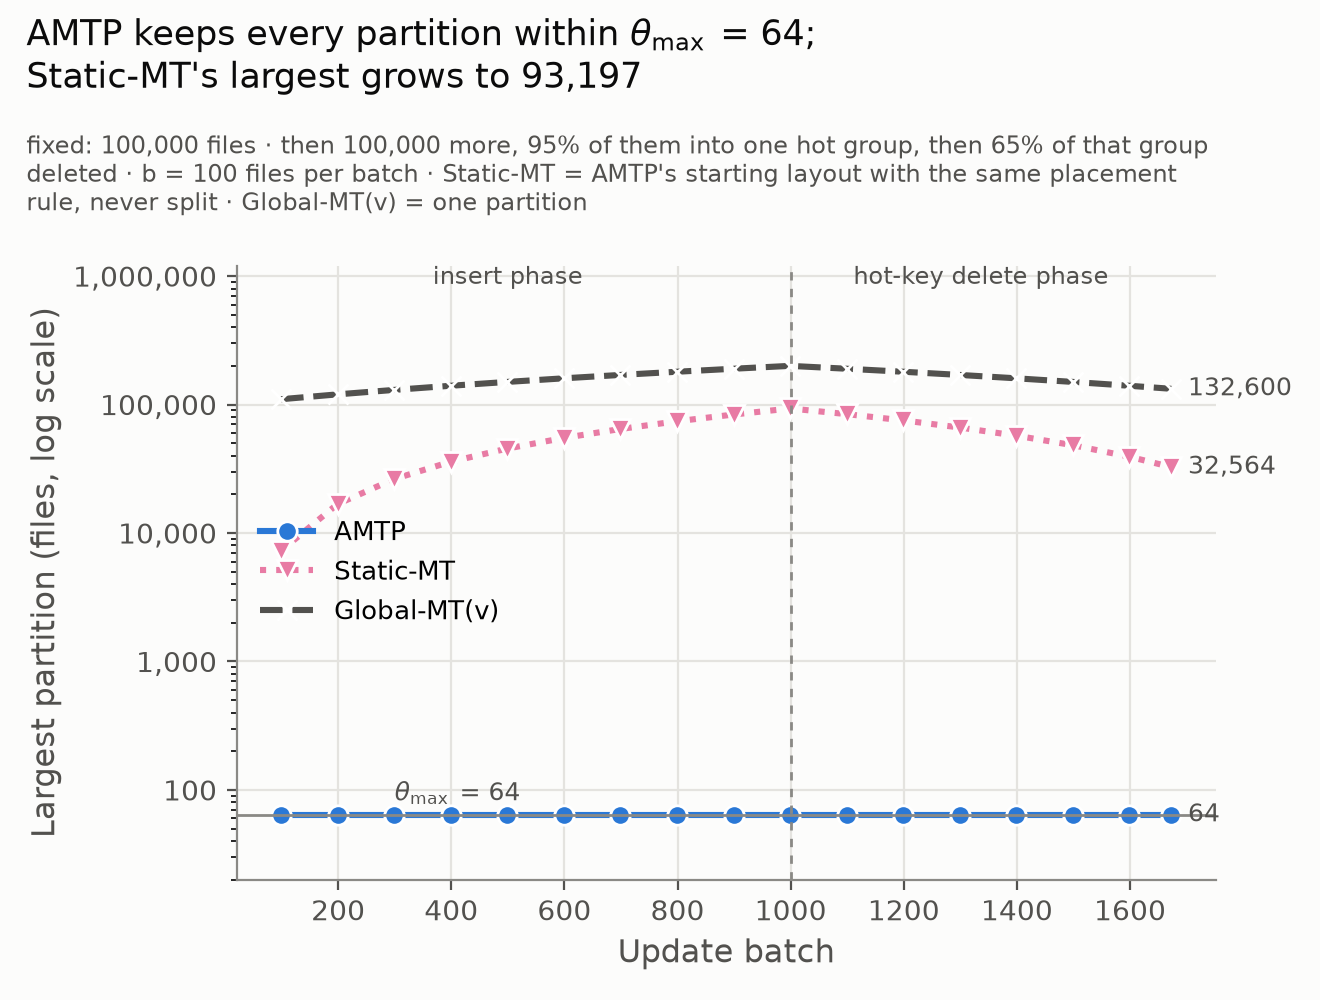 AMTP keeps every partition within θmax = 64;
Static-MT's largest grows to 93,197
fixed: 100,000 files · then 100,000 more, 95% of them into one hot group, then 65% of that group
deleted · b = 100 files per batch · Static-MT = AMTP's starting layout with the same placement
rule, never split · Global-MT(v) = one partition
insert phase
hot-key delete phase
Largest partition (files, log scale)
1,000,000
100,000
10,000
1,000
100
132,600
32,564
AMTP
Static-MT
Global-MT(v)
θmax = 64
64
200 400 600 800 1000 1200 1400 1600
Update batch